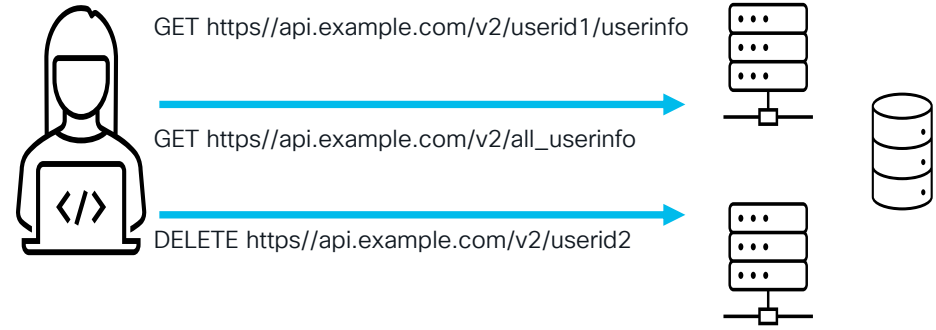 GET https//api.example.com/v2/userid1/userinfo
GET https//api.example.com/v2/all_userinfo
</>
DELETE https//api.example.com/v2/userid2